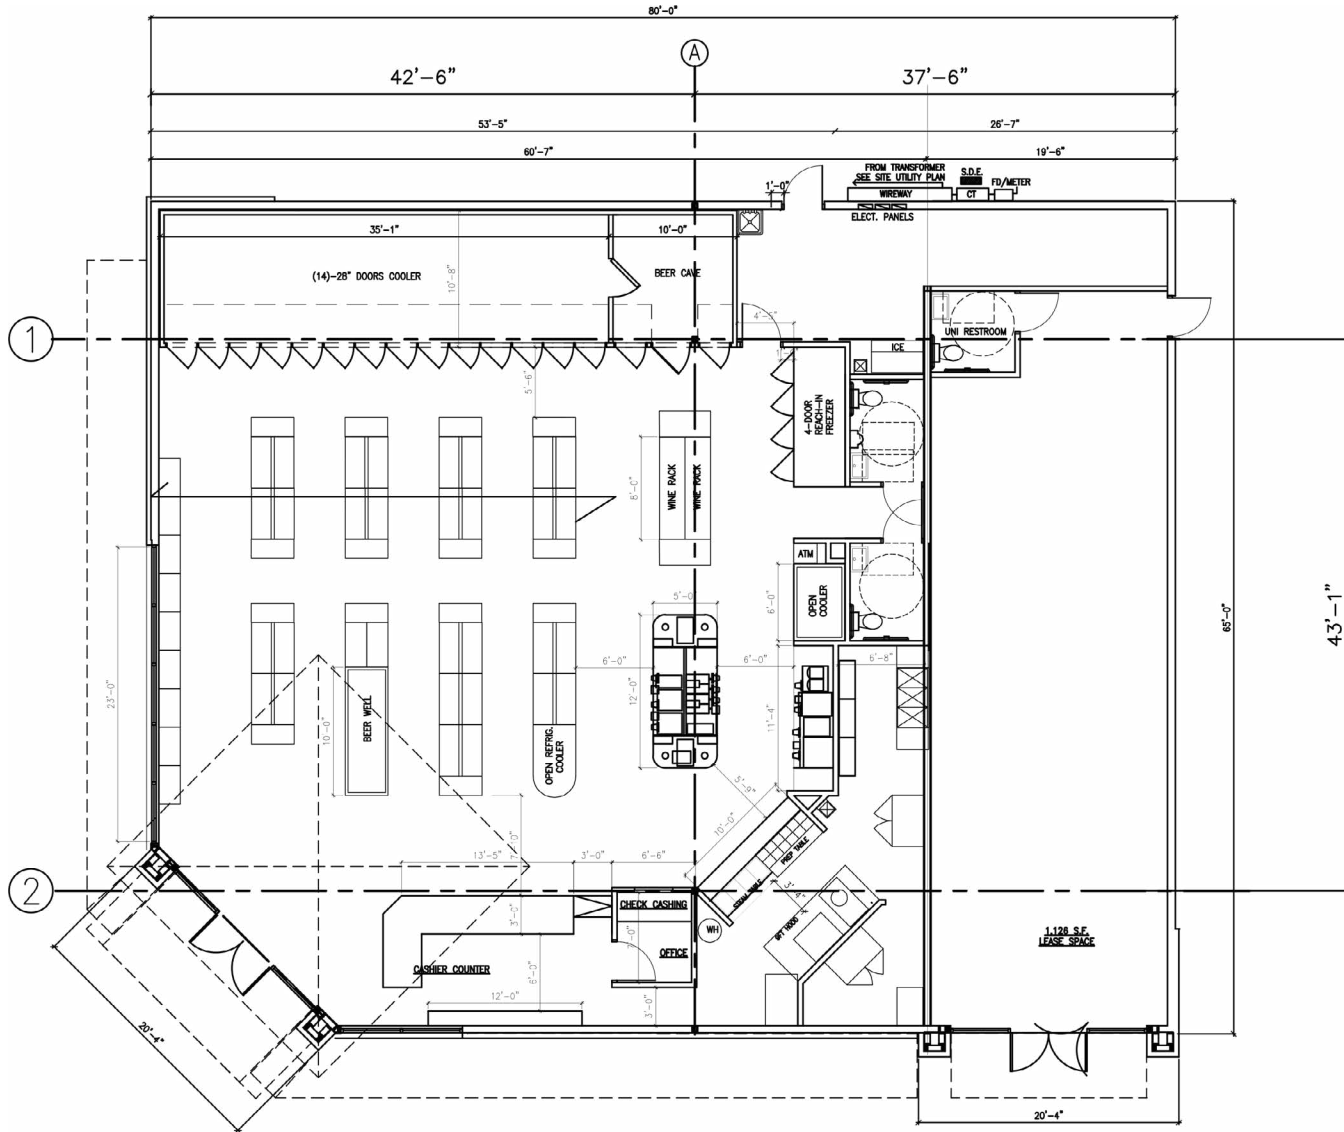 80'-0"
A
42'-6"
37'-6"
53'-5"
26'-7"
60'-7"
19'-6"
FROM TRANSFORMER
SEE SITE UTILITY PLAN
S.D.E.
FD/METER
1'-0"
WIREWAY
CT
ELECT. PANELS
35'-1"
10'-0"
(14)-28" DOORS COOLER
10'-8"
BEER CAVE
UNI RESTROOM
1
ICE
5'-6"
4-DOOR
REACH-IN
FREEZER
WINE RACK
WINE RACK
8'-0"
ATM
OPEN
COOLER
6'-0"
5'-0"
65'-0"
43'-1"
6'-0"
6'-0"
6'-8"
23'-0"
12'-0"
10'-0"
BEER WELL
11'-4"
OPEN REFRIG.
COOLER
5'-9"
10'-0"
PREP TABLE
13'-5"
3'-0"
6'-6"
2
STEAM TABLE
3'-4"
CHECK CASHING
3'-0"
WH
6FT HOOD
1,126 S.F.
LEASE SPACE
OFFICE
CASHIER COUNTER
6'-0"
12'-0"
3'-0"
20'-4"
20'-4"